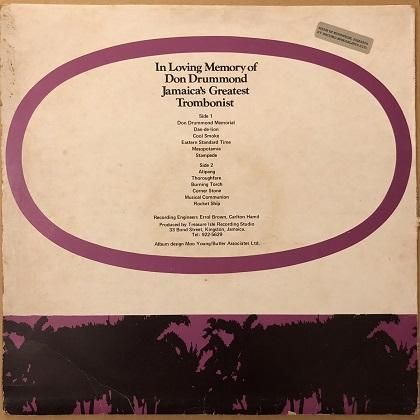 In Loving Memory of
Don Drummond
Jamaica's Greatest
Trombonist
Side 1
Don Drummond Memorial
Dan-de-lion
Cool Smoke
Eastern Standard Time
Mesopotamia
Stampede
Side 2
Alipang
Thoroughfare
Burning Torch
Corner Stone
Musical Communion
Rocket Ship
Recording Engineers Errol Brown, Carlton Hamil
Produced by Treasure Isle Recording Studio
33 Bond Street, Kingston, Jamaica.
Tel: 922-5629
Album design Moo Young/Butler Associates Ltd.